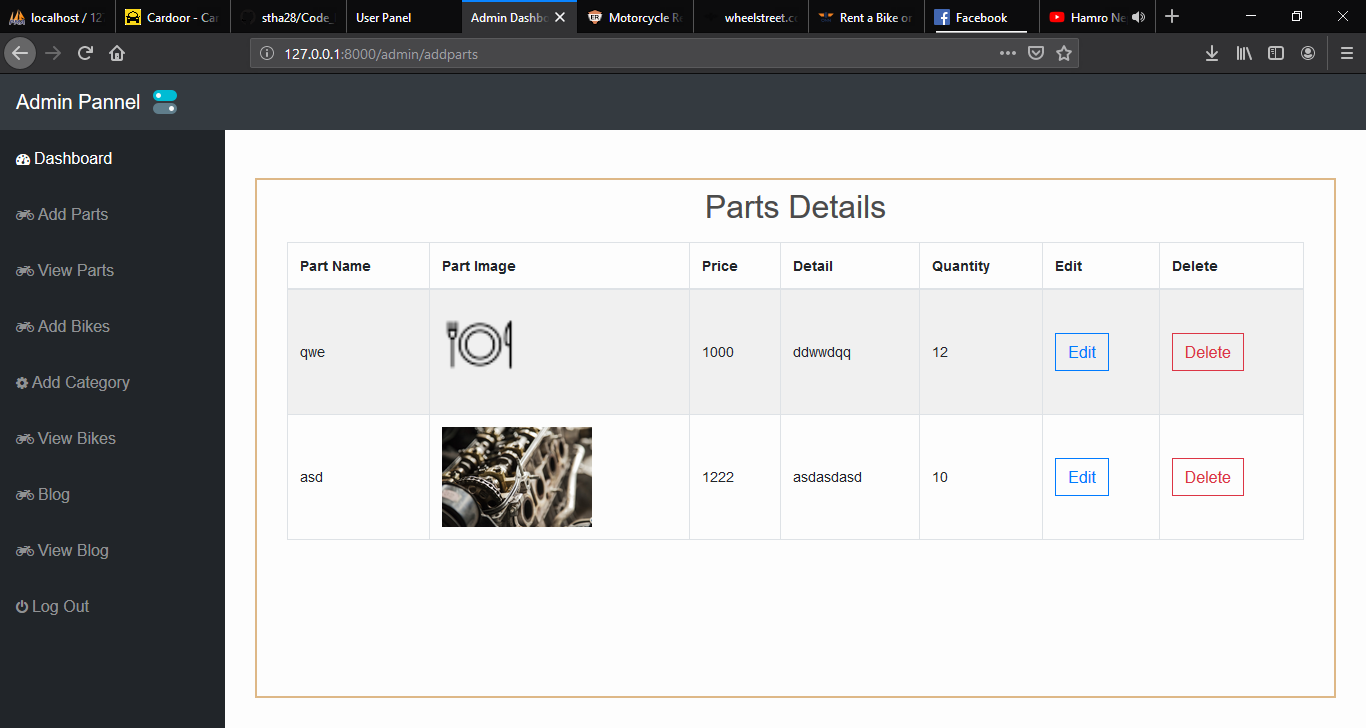 localhost / 12
Cardoor - Car
stha28/Code_
User Panel
Admin Dashbo
Motorcycle Re
wheelstreet.co
Rent a Bike or
Facebook
Hamro Ne
127.0.0.1:8000/admin/addparts
Admin Pannel
Dashboard
Add Parts
View Parts
Add Bikes
Add Category
View Bikes
Blog
View Blog
Log Out
Parts Details
Part Name Part Image Price Detail Quantity Edit Delete
qwe 1000 ddwwdqq 12 Edit Delete
asd 1222 asdasdasd 10 Edit Delete